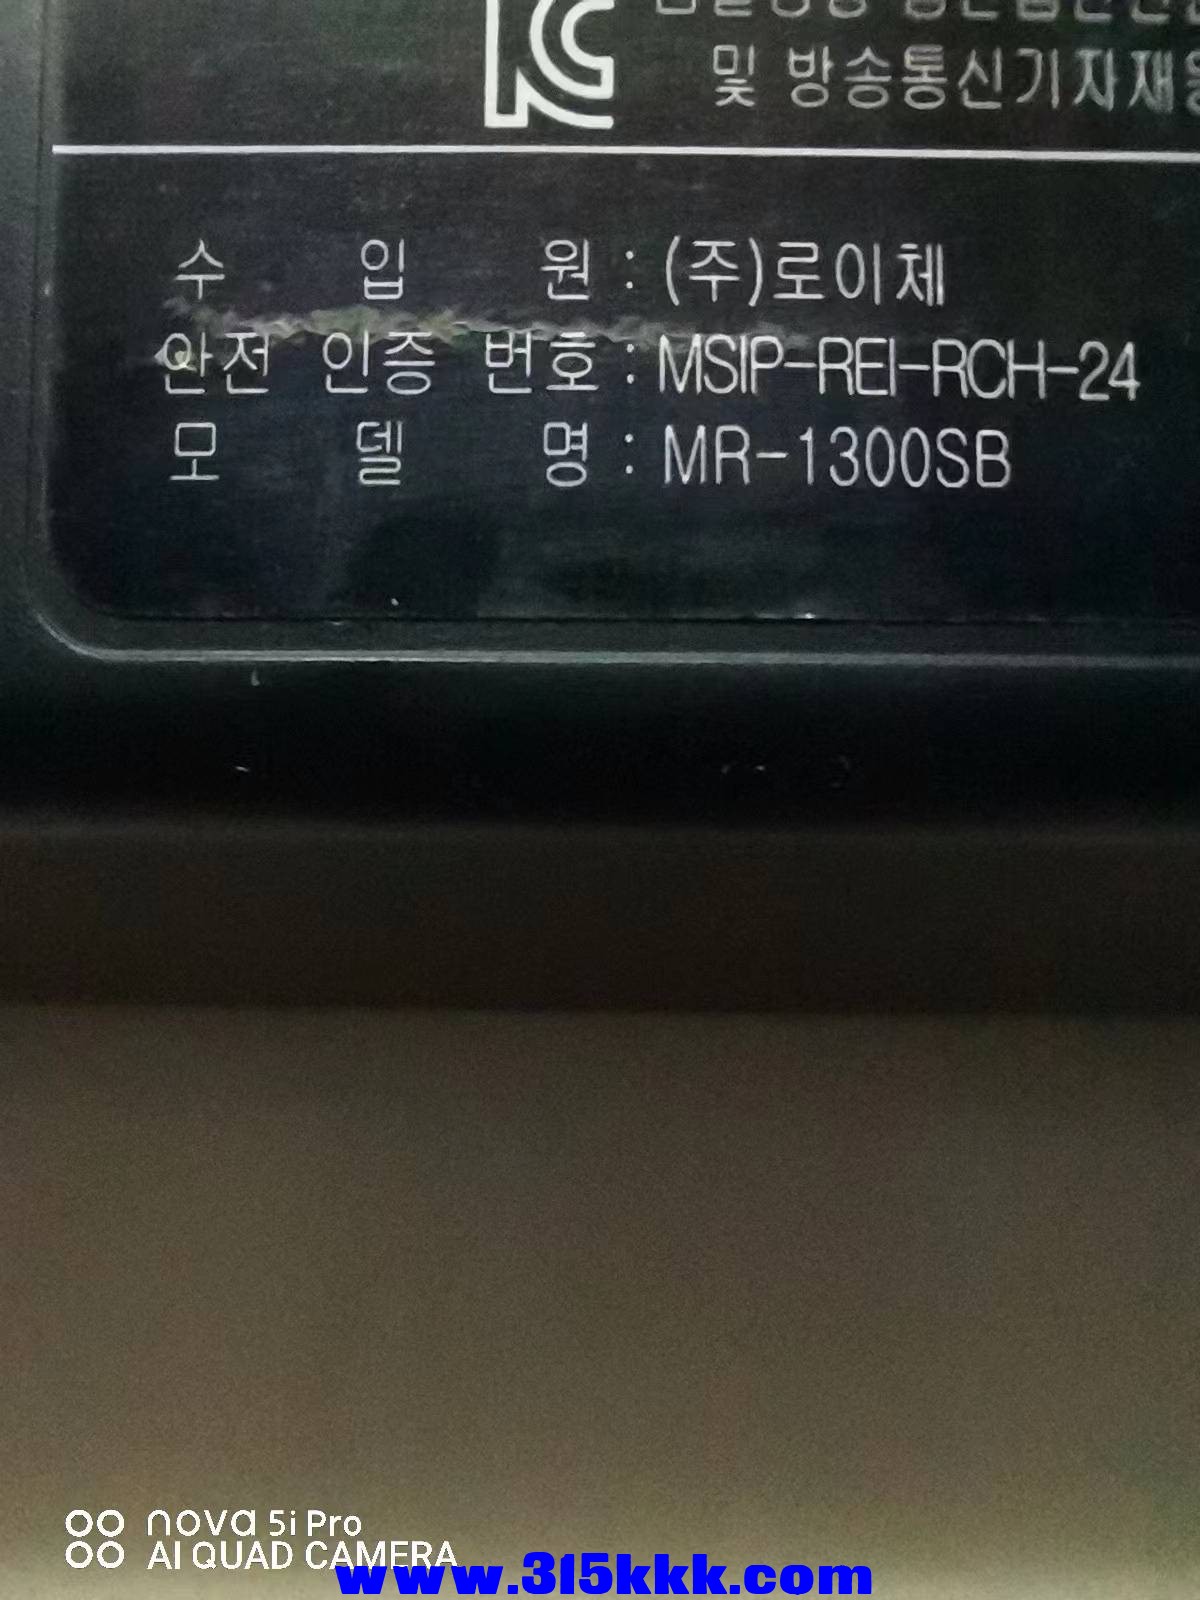 및 방송통신기자재
수 입 원 : (주)로이체
안전 인증 번호 : MSIP-REI-RCH-24
모 델 명 : MR-1300SB
nova 5i Pro
AI QUAD CAMERA
www.315kkk.com